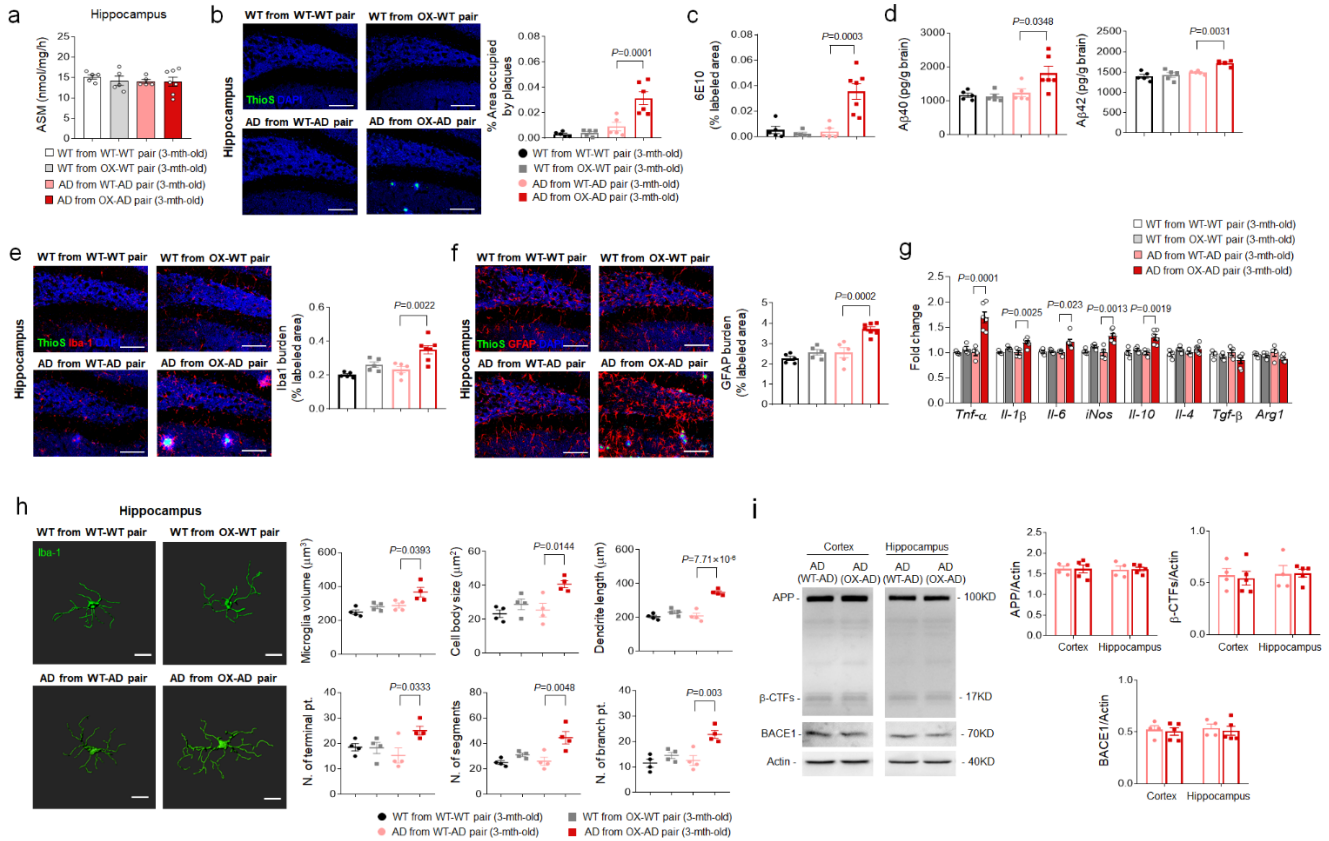 a
Hippocampus
ASM (nmol/mg/h)
25
20
15
10
5
0
WT from WT-WT pair (3-mth-old)
WT from OX-WT pair (3-mth-old)
AD from WT-AD pair (3-mth-old)
AD from OX-AD pair (3-mth-old)
b
Hippocampus
WT from WT-WT pair
WT from OX-WT pair
ThioS DAPI
AD from WT-AD pair
AD from OX-AD pair
% Area occupied
by plaques
0.08
0.06
0.04
0.02
0.00
P=0.0001
WT from WT-WT pair (3-mth-old)
WT from OX-WT pair (3-mth-old)
AD from WT-AD pair (3-mth-old)
AD from OX-AD pair (3-mth-old)
c
6E10
(% labeled area)
0.08
0.06
0.04
0.02
0.00
P=0.0003
d
Aβ40 (pg/g brain)
3000
2000
1000
0
P=0.0348
Aβ42 (pg/g brain)
2500
2000
1500
1000
500
0
P=0.0031
e
Hippocampus
WT from WT-WT pair
WT from OX-WT pair
ThioS Iba-1 DAPI
AD from WT-AD pair
AD from OX-AD pair
Iba1 burden
(% labeled area)
0.6
0.4
0.2
0.0
P=0.0022
f
Hippocampus
WT from WT-WT pair
WT from OX-WT pair
ThioS GFAP DAPI
AD from WT-AD pair
AD from OX-AD pair
GFAP burden
(% labeled area)
5
4
3
2
1
0
P=0.0002
g
WT from WT-WT pair (3-mth-old)
WT from OX-WT pair (3-mth-old)
AD from WT-AD pair (3-mth-old)
AD from OX-AD pair (3-mth-old)
Fold change
2.5
2.0
1.5
1.0
0.5
0.0
P=0.0001
P=0.0025
P=0.023
P=0.0013
P=0.0019
Tnf-α Il-1β Il-6 iNos Il-10 Il-4 Tgf-β Arg1
h
Hippocampus
WT from WT-WT pair
WT from OX-WT pair
Iba-1
AD from WT-AD pair
AD from OX-AD pair
Microglia volume (μm³)
600
400
200
0
P=0.0393
Cell body size (μm²)
60
40
20
0
P=0.0144
Dendrite length (μm)
600
400
200
0
P=7.71×10⁻⁶
N. of terminal pt.
40
30
20
10
0
P=0.0333
N. of segments
80
60
40
20
0
P=0.0048
N. of branch pt.
40
30
20
10
0
P=0.003
WT from WT-WT pair (3-mth-old)
WT from OX-WT pair (3-mth-old)
AD from WT-AD pair (3-mth-old)
AD from OX-AD pair (3-mth-old)
i
Cortex
Hippocampus
AD
(WT-AD)
AD
(OX-AD)
AD
(WT-AD)
AD
(OX-AD)
APP -
- 100KD
β-CTFs -
- 17KD
BACE1 -
- 70KD
Actin -
- 40KD
APP/Actin
2.5
2.0
1.5
1.0
0.5
0.0
Cortex
Hippocampus
β-CTFs/Actin
1.0
0.5
0.0
Cortex
Hippocampus
BACE1/Actin
1.0
0.5
0.0
Cortex
Hippocampus